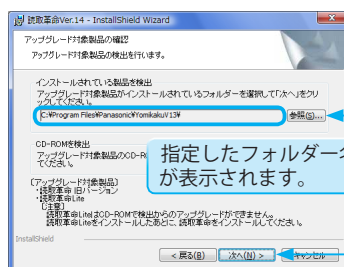 読取革命Ver.14 - InstallShield Wizard
アップグレード対象製品の確認
アップグレード対象製品の検出を行います。
インストールされている製品を検出
アップグレード対象製品がインストールされているフォルダーを選択して「次へ」をクリ
ックしてください。
C:¥Program Files¥Panasonic¥YomikakuV13¥
参照(S)...
CD-ROMを検出
アップグレード対象製品のCD-R
てください。
指定したフォルダー名
が表示されます。
[アップグレード対象製品]
・読取革命 旧バージョン
・読取革命Lite
[注意]
読取革命LiteはCD-ROMで検出からのアップグレードができません。
読取革命Liteをインストールしたあとに、読取革命をインストールしてください。
InstallShield
< 戻る(B)
次へ(N) >
キャンセル